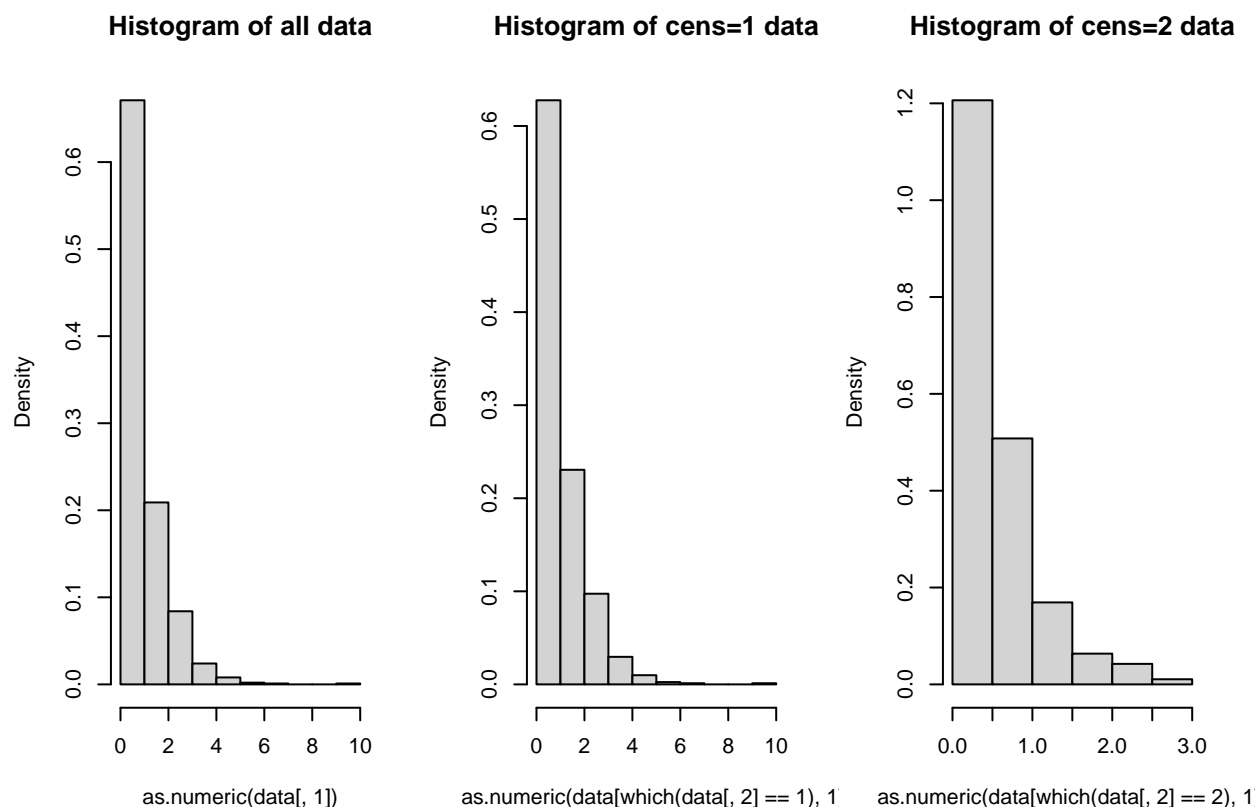 Histogram of all data
Density
0.0 0.1 0.2 0.3 0.4 0.5 0.6
0 2 4 6 8 10
as.numeric(data[, 1])
Histogram of cens=1 data
Density
0.0 0.1 0.2 0.3 0.4 0.5 0.6
0 2 4 6 8 10
as.numeric(data[which(data[, 2] == 1), 1
Histogram of cens=2 data
Density
0.0 0.2 0.4 0.6 0.8 1.0 1.2
0.0 1.0 2.0 3.0
as.numeric(data[which(data[, 2] == 2), 1